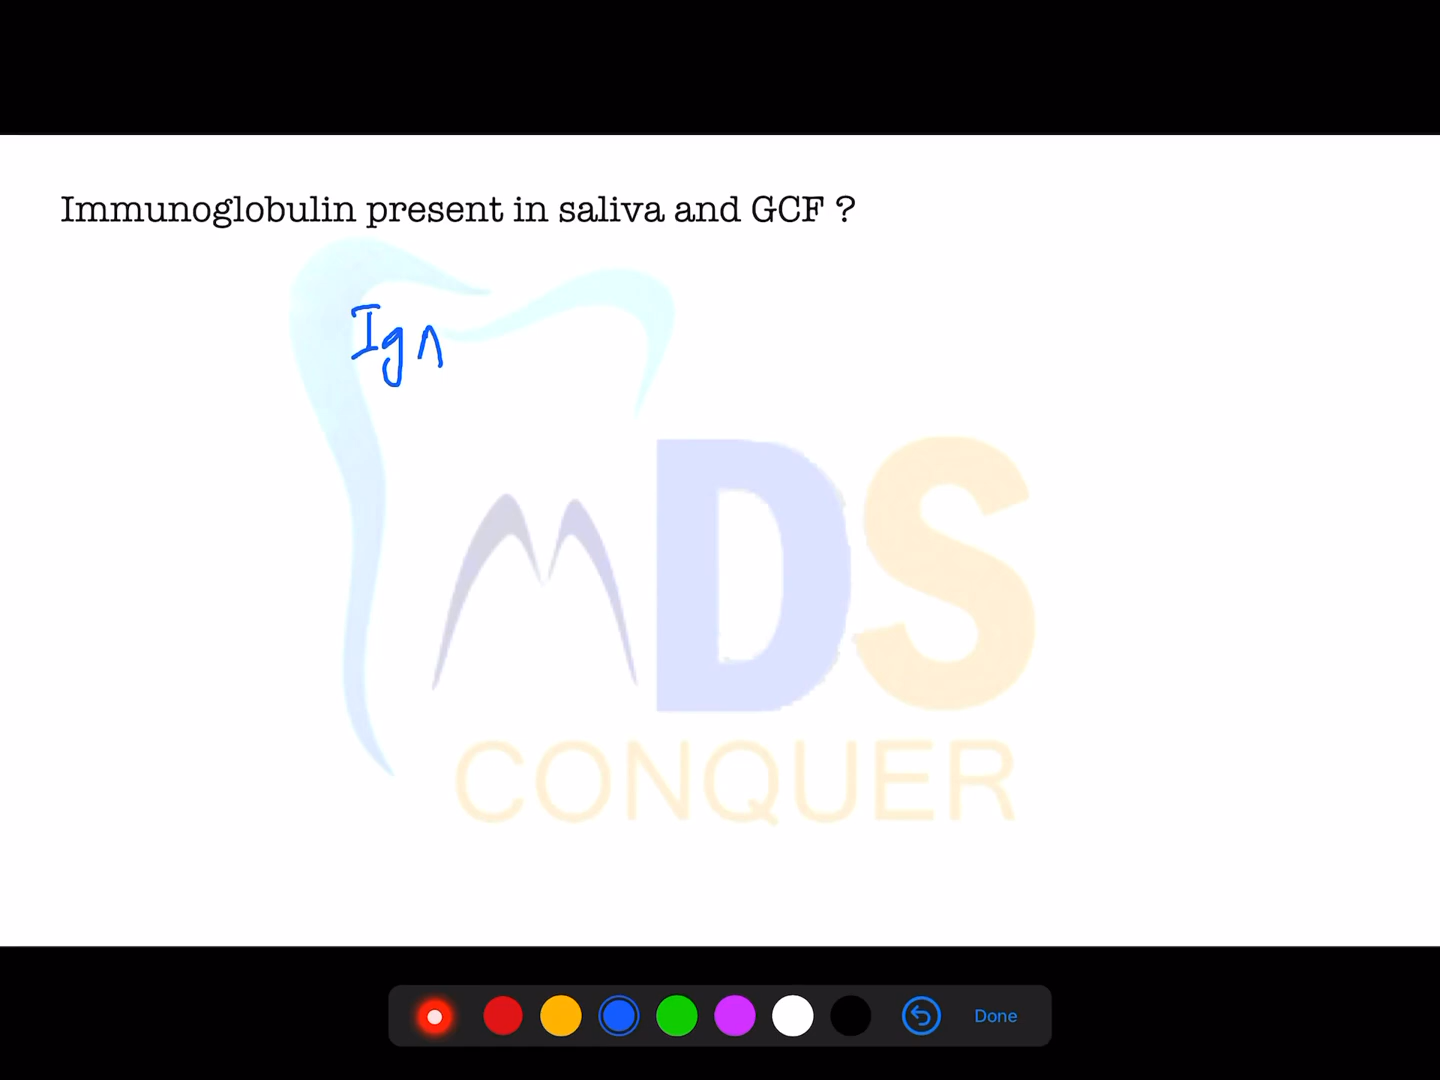 Immunoglobulin present in saliva and GCF ?
Ig
MDS
CONQUER
Done